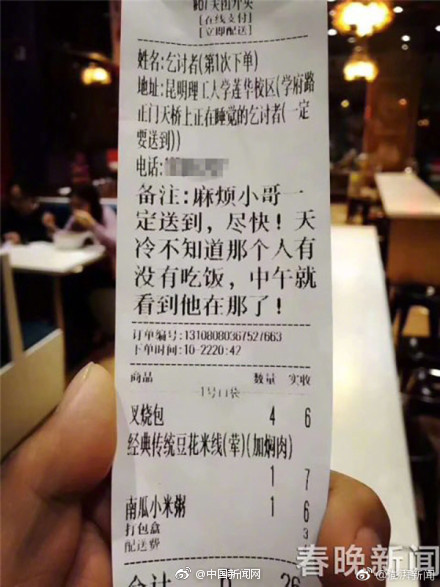 [在线支付]
[立即配送]
姓名:乞讨者(第1次下单)
地址:昆明理工大学莲华校区(学府路
正门天桥上正在睡觉的乞讨者(一定
要送到))
电话:
备注:麻烦小哥一
定送到,尽快!天
冷不知道那个人有
没有吃饭,中午就
看到他在那了!
订单编号:13108080367527663
下单时间:10-2220:42
商品 数量 实收
1号口袋
叉烧包 4 6
经典传统豆花米线(荤)(加焖肉)
1 7
南瓜小米粥 1 6
打包盒 3
配送费
合计
春晚新闻
@中国新闻网
@澎湃新闻